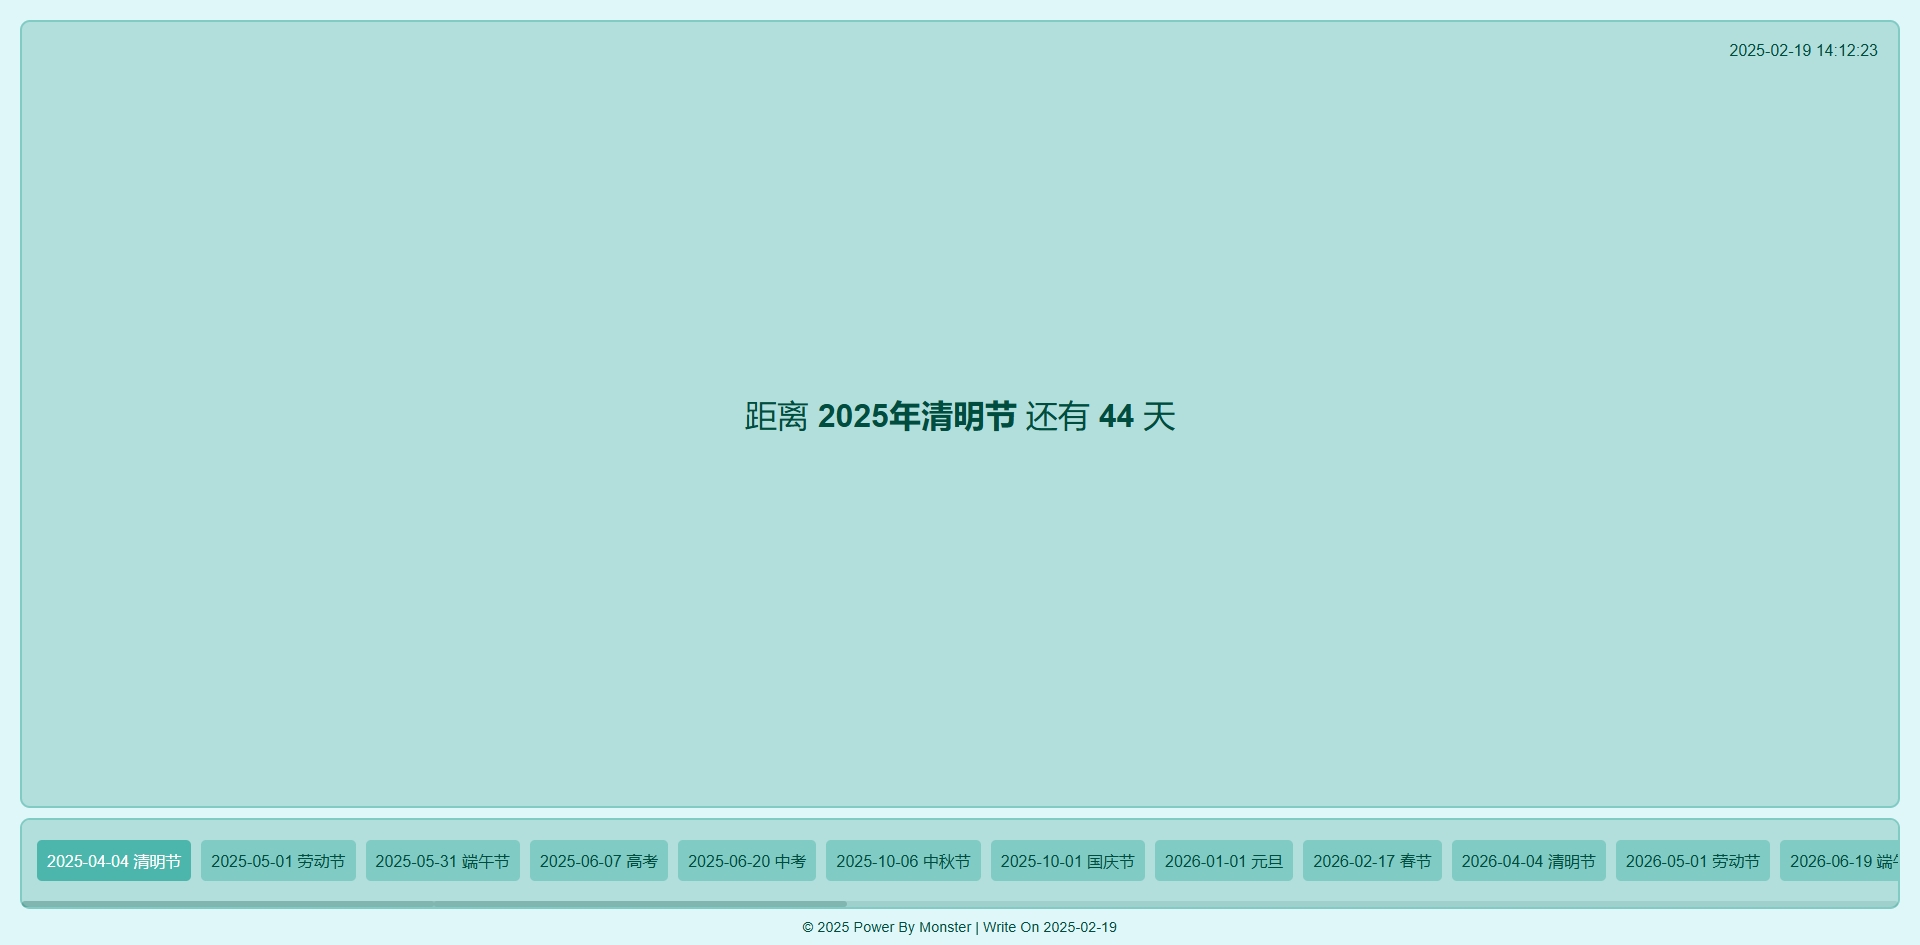 2025-02-19 14:12:23
距离 2025年清明节 还有 44 天
2025-04-04 清明节
2025-05-01 劳动节
2025-05-31 端午节
2025-06-07 高考
2025-06-20 中考
2025-10-06 中秋节
2025-10-01 国庆节
2026-01-01 元旦
2026-02-17 春节
2026-04-04 清明节
2026-05-01 劳动节
2026-06-19 端
© 2025 Power By Monster | Write On 2025-02-19